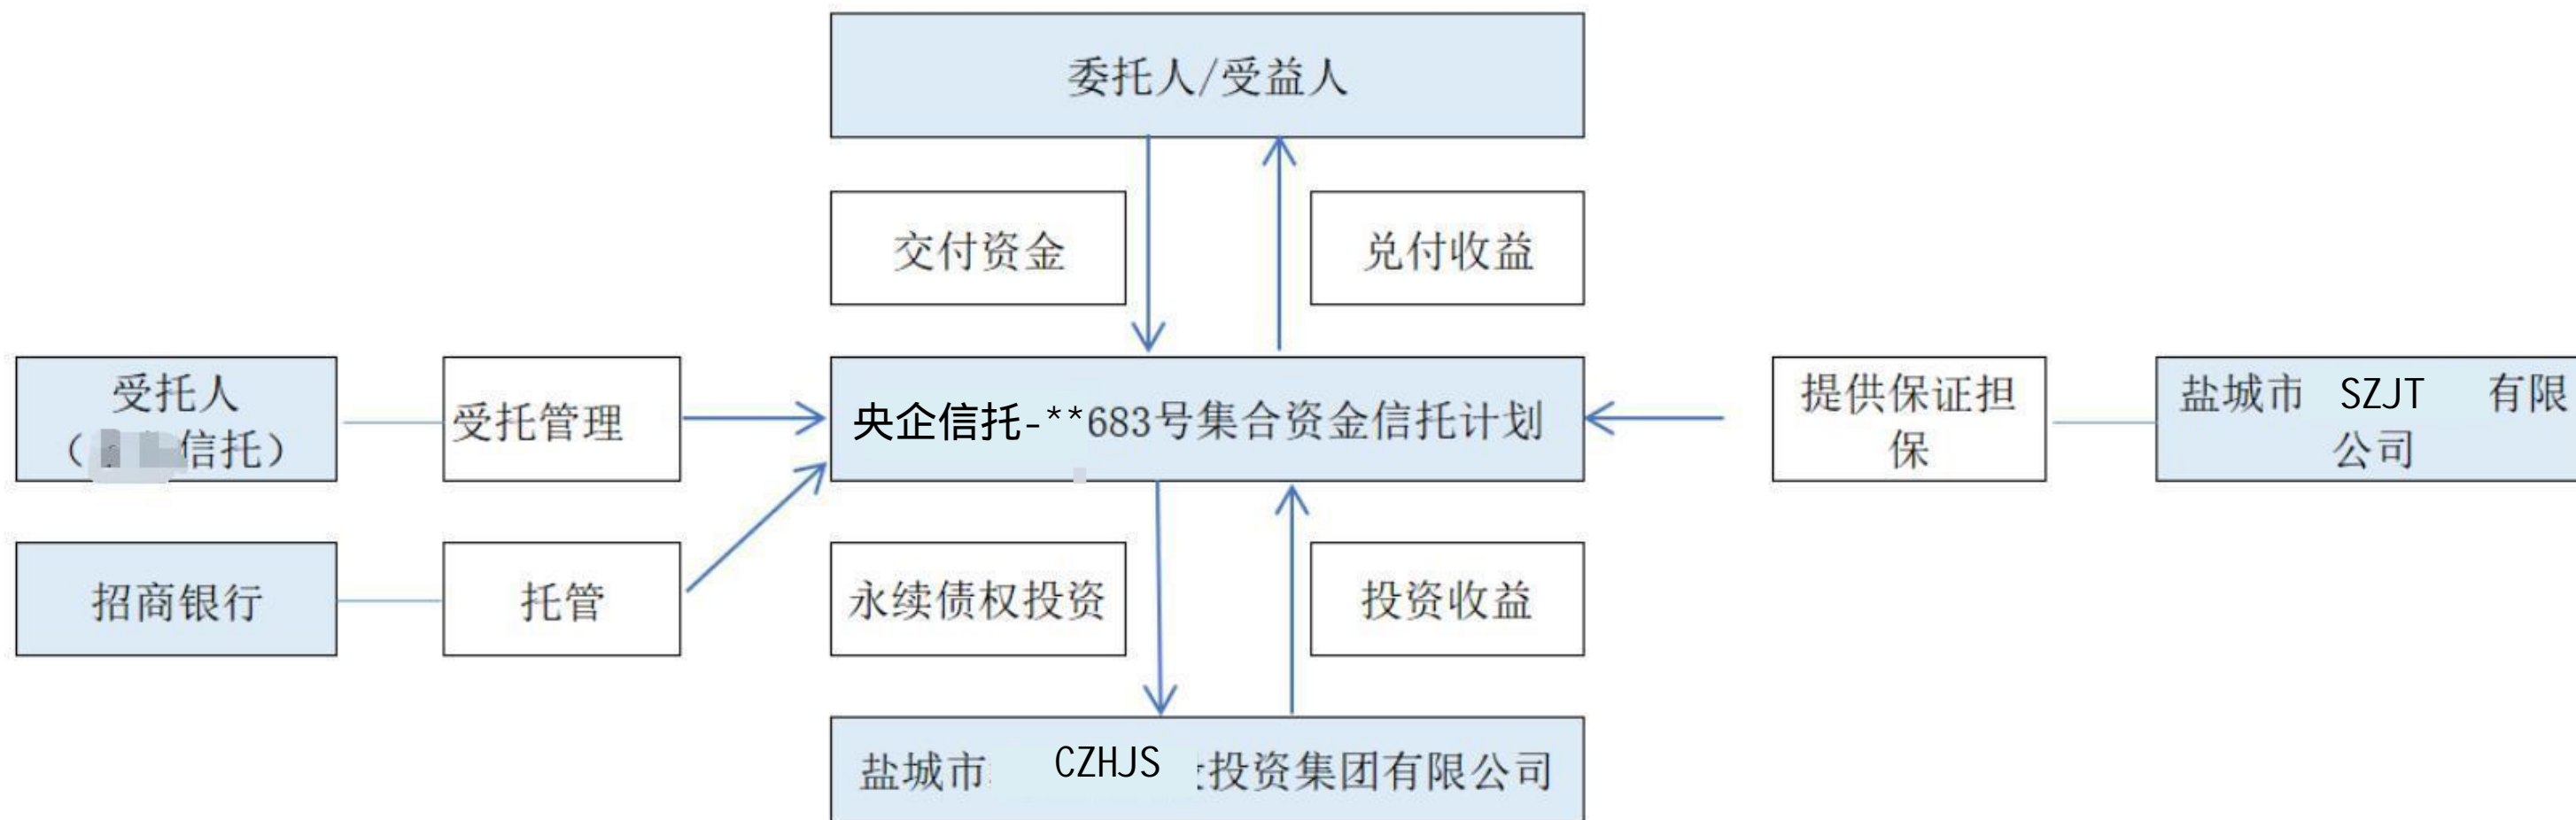 委托人/受益人
交付资金
兑付收益
受托人
( 信托)
受托管理
央企信托-**683号集合资金信托计划
提供保证担
保
盐城市 SZJT 有限
公司
招商银行
托管
永续债权投资
投资收益
盐城市 CZHJS 投资集团有限公司